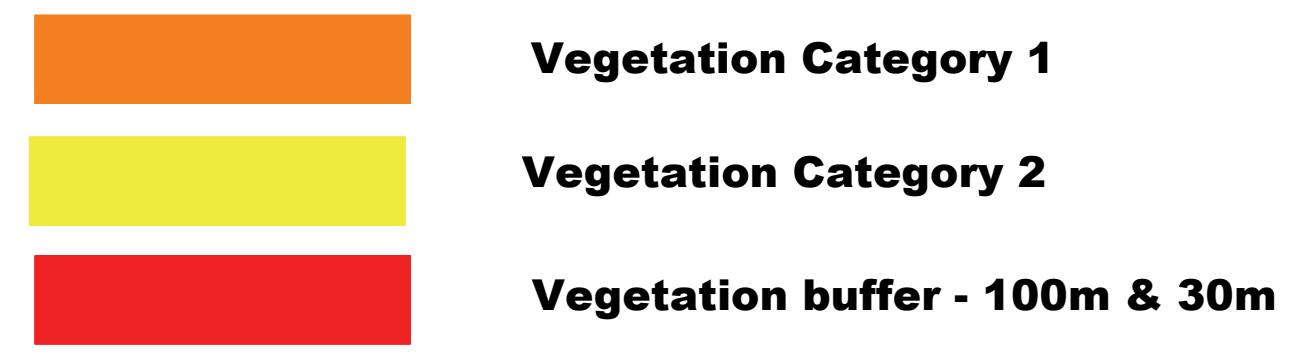 Vegetation Category 1
Vegetation Category 2
Vegetation buffer - 100m & 30m